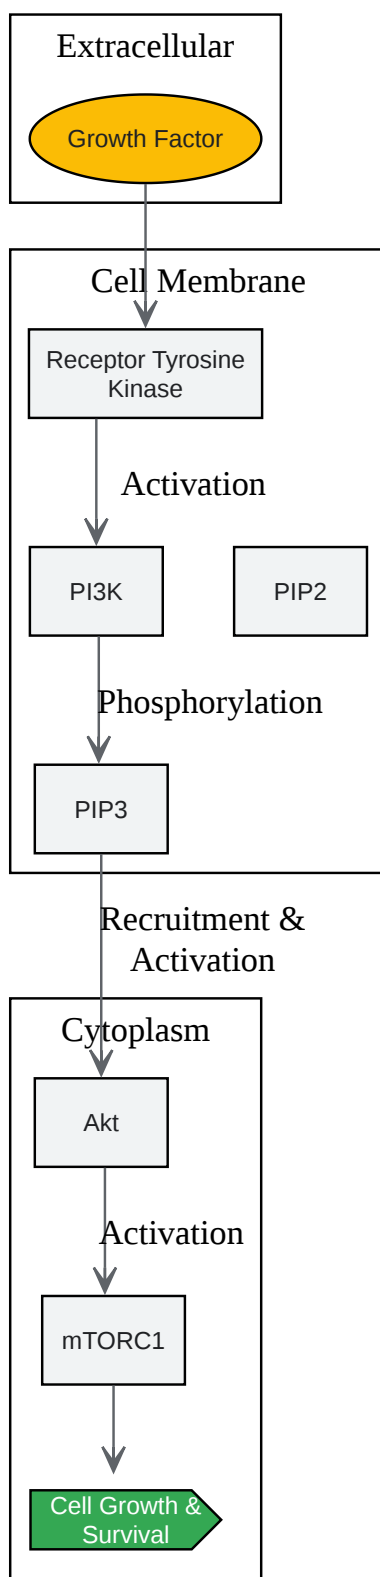 Extracellular
Growth Factor
Cell Membrane
Receptor Tyrosine
Kinase
Activation
PI3K
PIP2
Phosphorylation
PIP3
Recruitment &
Activation
Cytoplasm
Akt
Activation
mTORC1
Cell Growth &
Survival